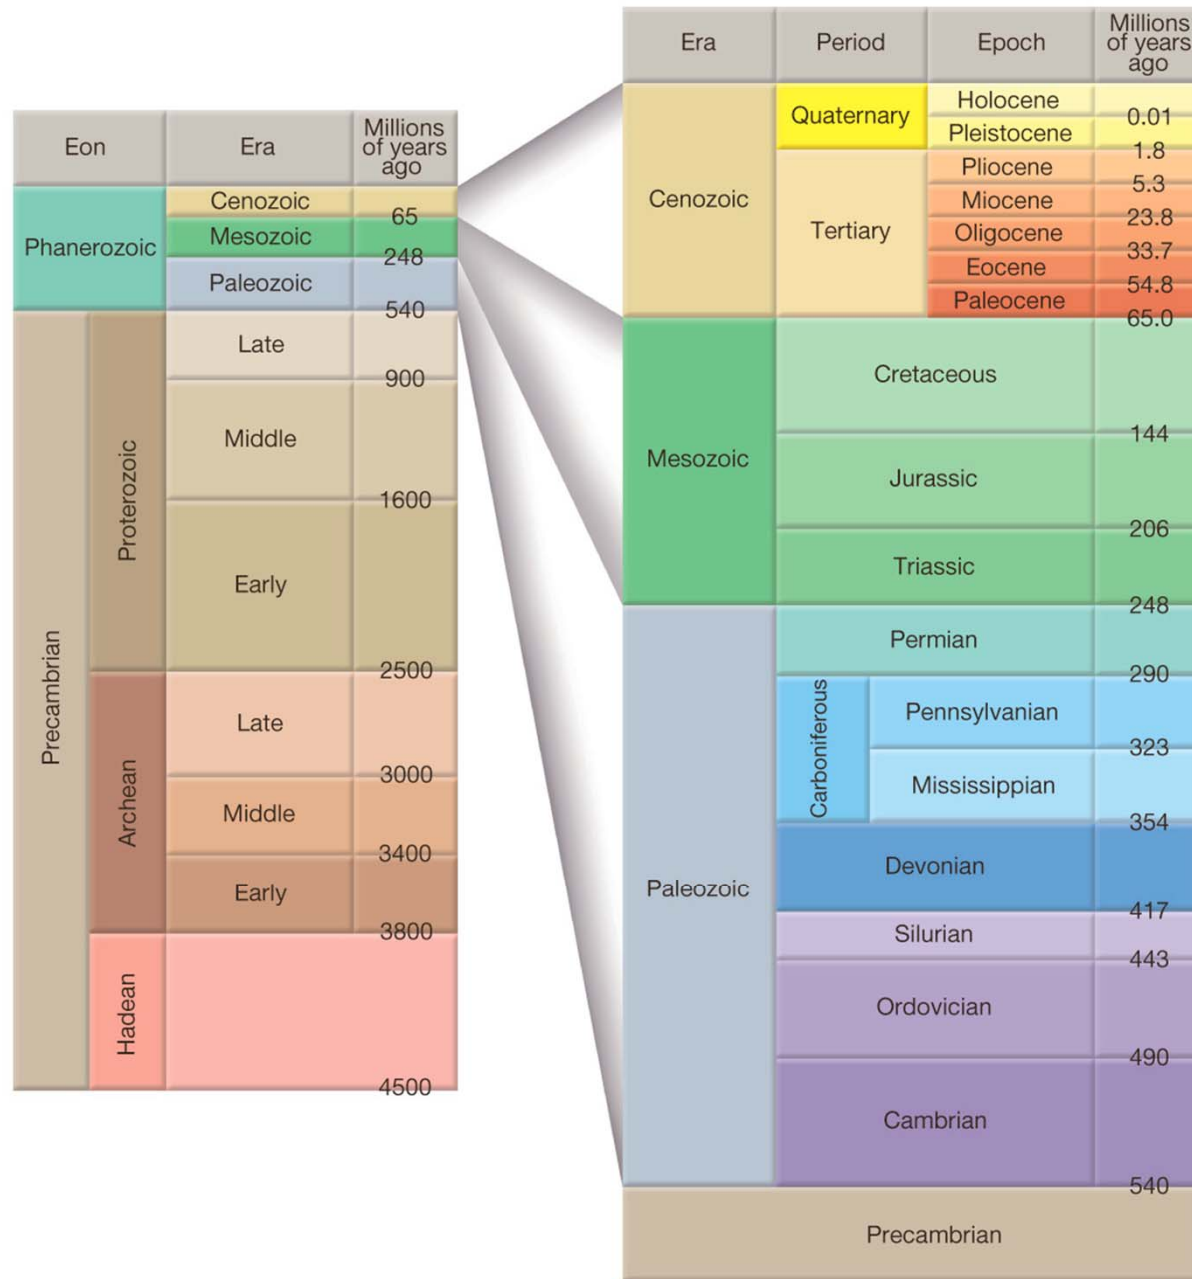 Eon
Era
Millions
of years
ago
Phanerozoic
Cenozoic
65
Mesozoic
248
Paleozoic
540
Precambrian
Proterozoic
Late
900
Middle
1600
Early
2500
Archean
Late
3000
Middle
3400
Early
3800
Hadean
4500
Era
Period
Epoch
Millions
of years
ago
Cenozoic
Quaternary
Holocene
0.01
Pleistocene
1.8
Tertiary
Pliocene
5.3
Miocene
23.8
Oligocene
33.7
Eocene
54.8
Paleocene
65.0
Mesozoic
Cretaceous
144
Jurassic
206
Triassic
248
Paleozoic
Permian
290
Carboniferous
Pennsylvanian
323
Mississippian
354
Devonian
417
Silurian
443
Ordovician
490
Cambrian
540
Precambrian